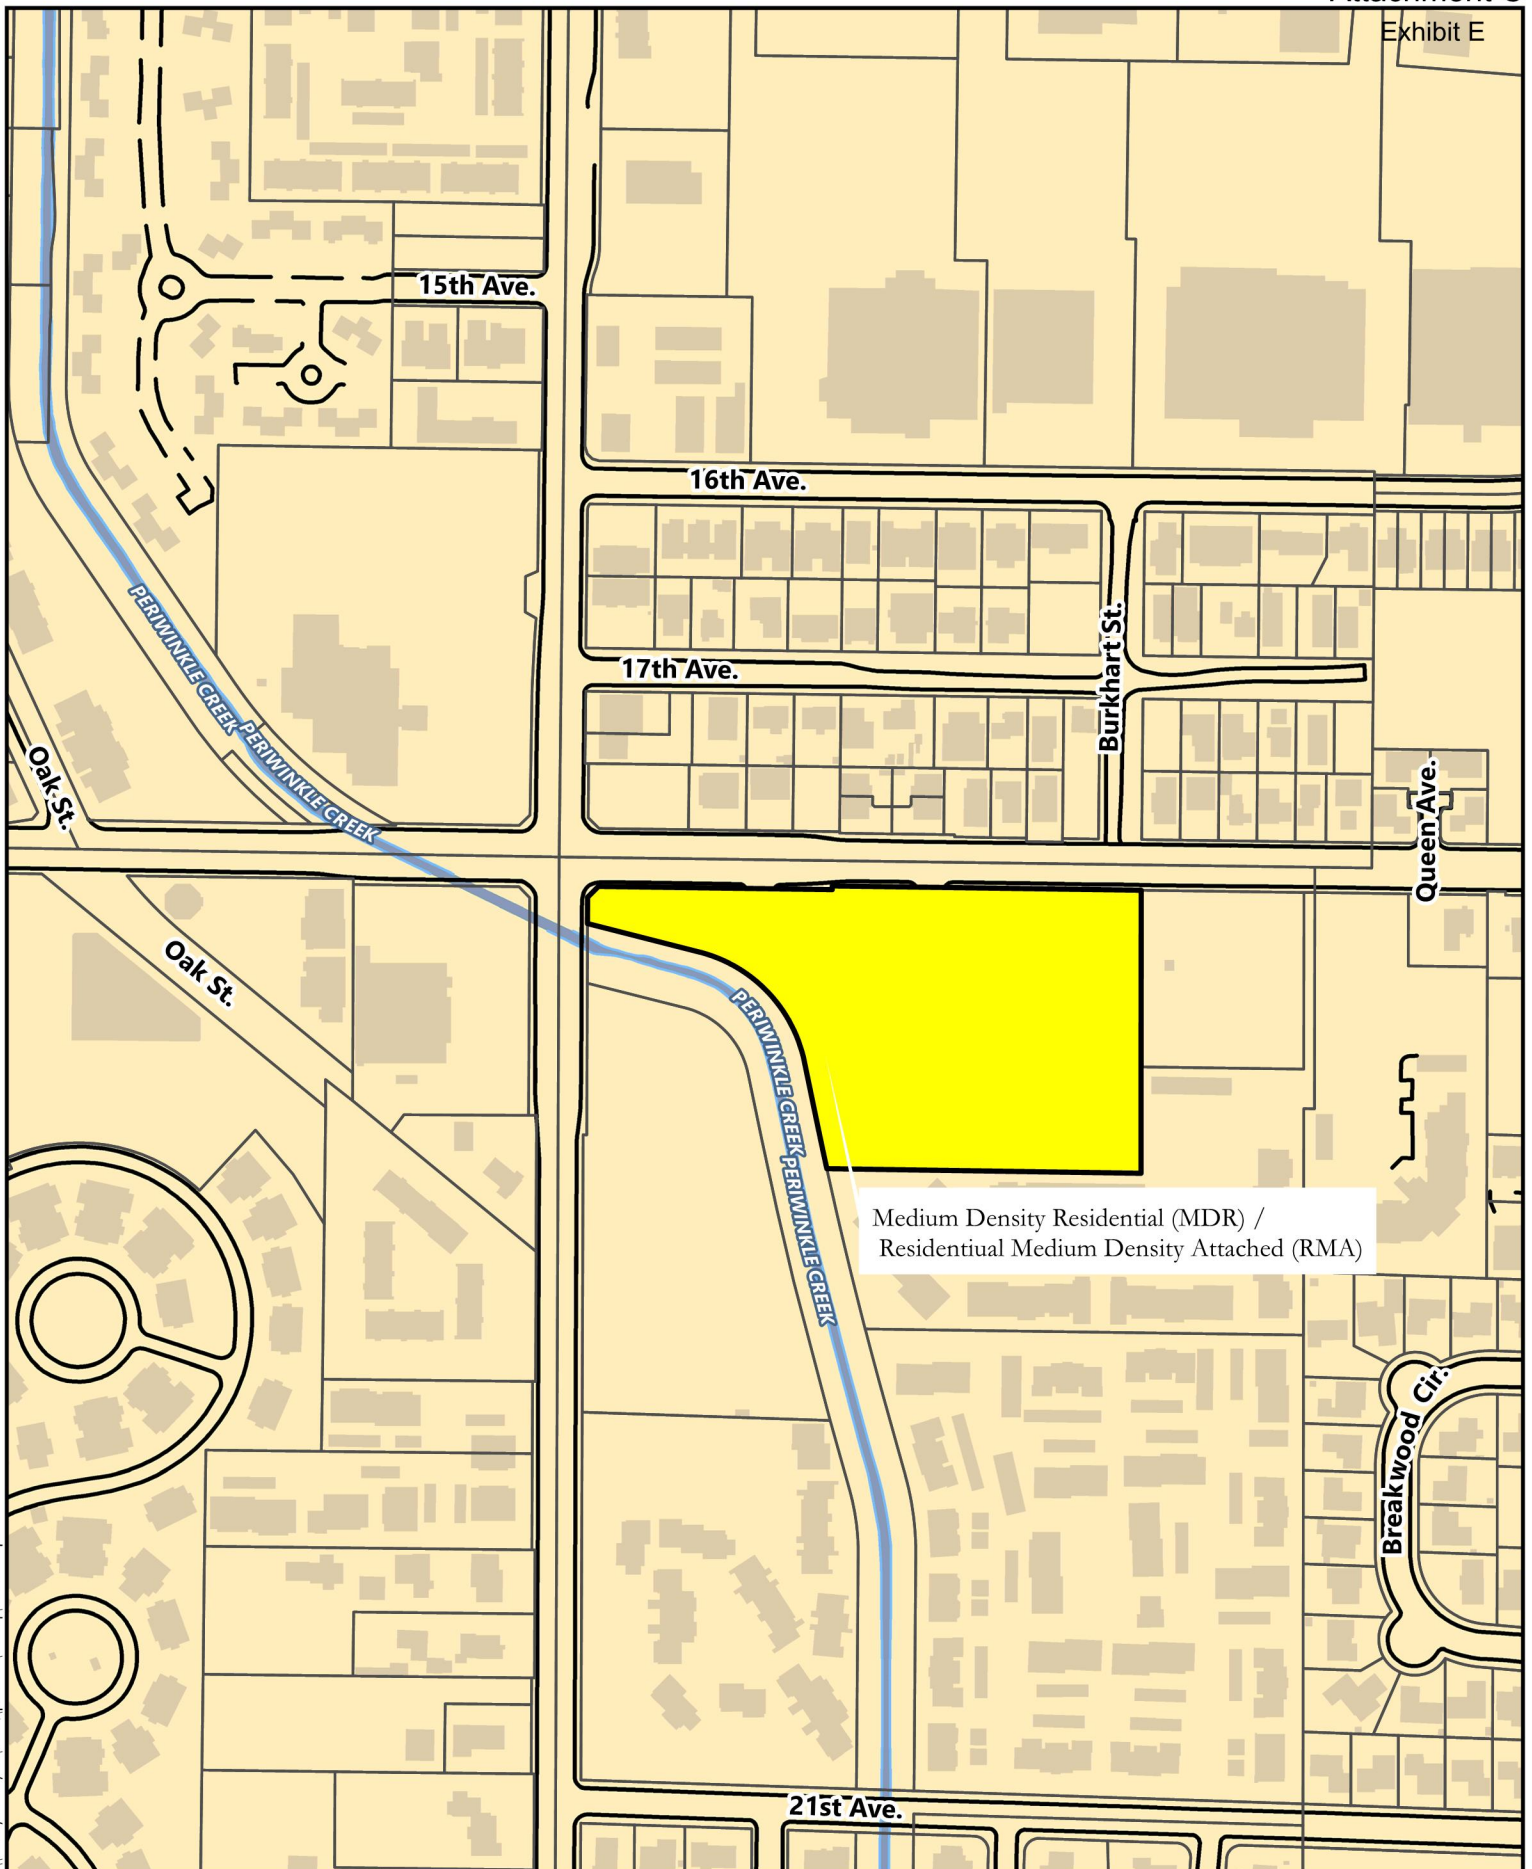 Exhibit E
15th Ave.
16th Ave.
PERIWINKLE CREEK
17th Ave.
Burkhart St.
PERIWINKLE CREEK
Oak St.
Queen Ave.
Oak St.
PERIWINKLE CREEK
PERIWINKLE CREEK
Medium Density Residential (MDR) /
Residentiual Medium Density Attached (RMA)
Breakwood Cir.
21st Ave.